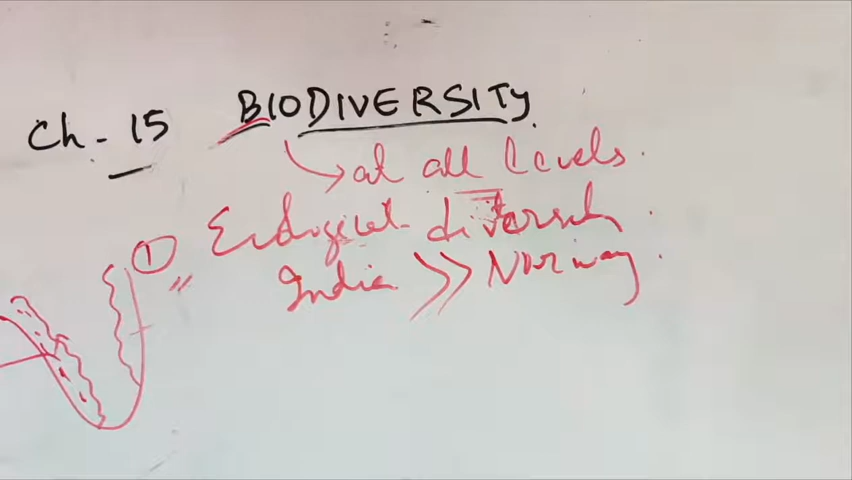 Ch - 15 BIODIVERSITY.
→ at all levels.
① Ecological diversity.
India >> Norway.